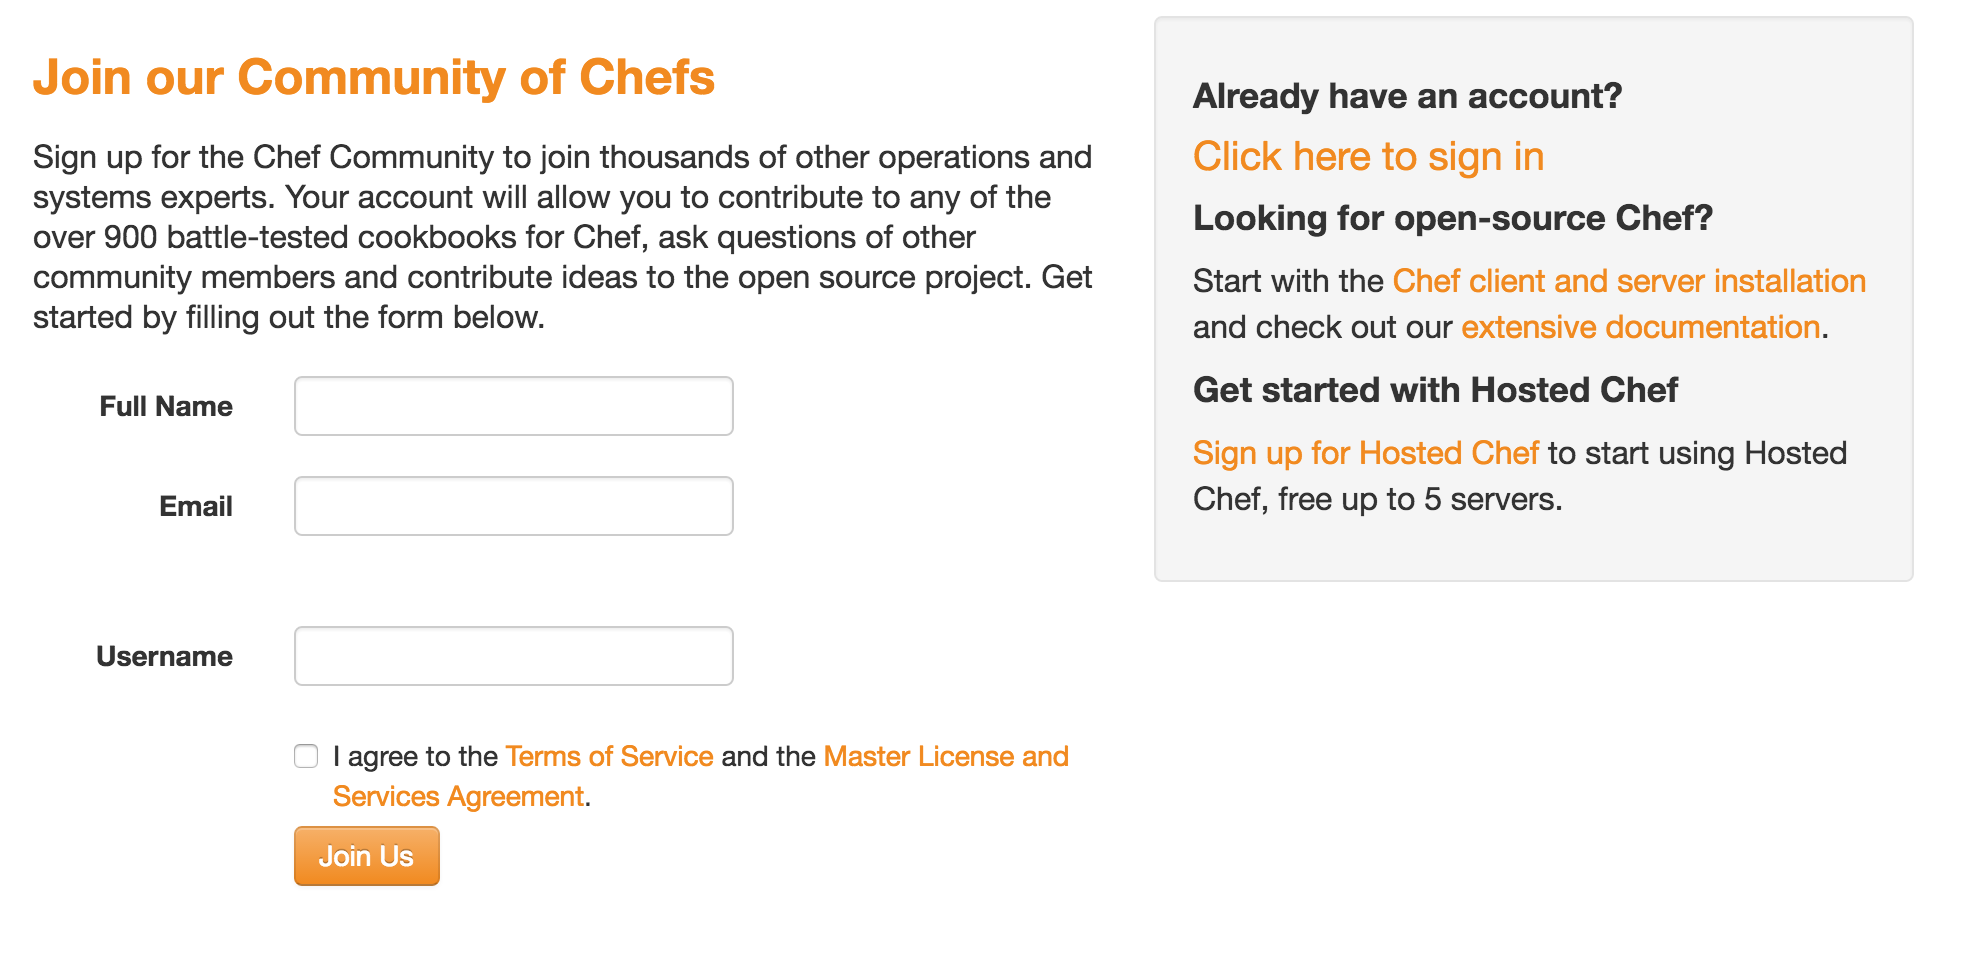 Join our Community of Chefs
Sign up for the Chef Community to join thousands of other operations and
systems experts. Your account will allow you to contribute to any of the
over 900 battle-tested cookbooks for Chef, ask questions of other
community members and contribute ideas to the open source project. Get
started by filling out the form below.
Full Name
Email
Username
I agree to the Terms of Service and the Master License and
Services Agreement.
Join Us
Already have an account?
Click here to sign in
Looking for open-source Chef?
Start with the Chef client and server installation
and check out our extensive documentation.
Get started with Hosted Chef
Sign up for Hosted Chef to start using Hosted
Chef, free up to 5 servers.